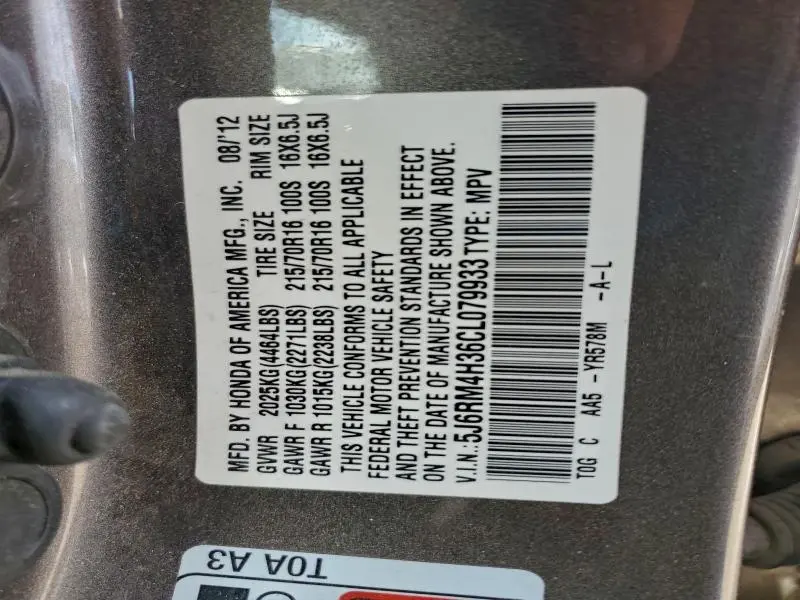 MFD. BY HONDA OF AMERICA MFG., INC. 08/'12
GVWR 2025KG(4464LBS) TIRE SIZE RIM SIZE
GAWR F 1030KG(2271LBS) 215/70R16 100S 16X6.5J
GAWR R 1015KG(2238LBS) 215/70R16 100S 16X6.5J
THIS VEHICLE CONFORMS TO ALL APPLICABLE
FEDERAL MOTOR VEHICLE SAFETY
AND THEFT PREVENTION STANDARDS IN EFFECT
ON THE DATE OF MANUFACTURE SHOWN ABOVE.
V.I.N.:5J6RM4H36CL079933 TYPE: MPV
T0G C AA5 -YR578M -A-L
T0A A3